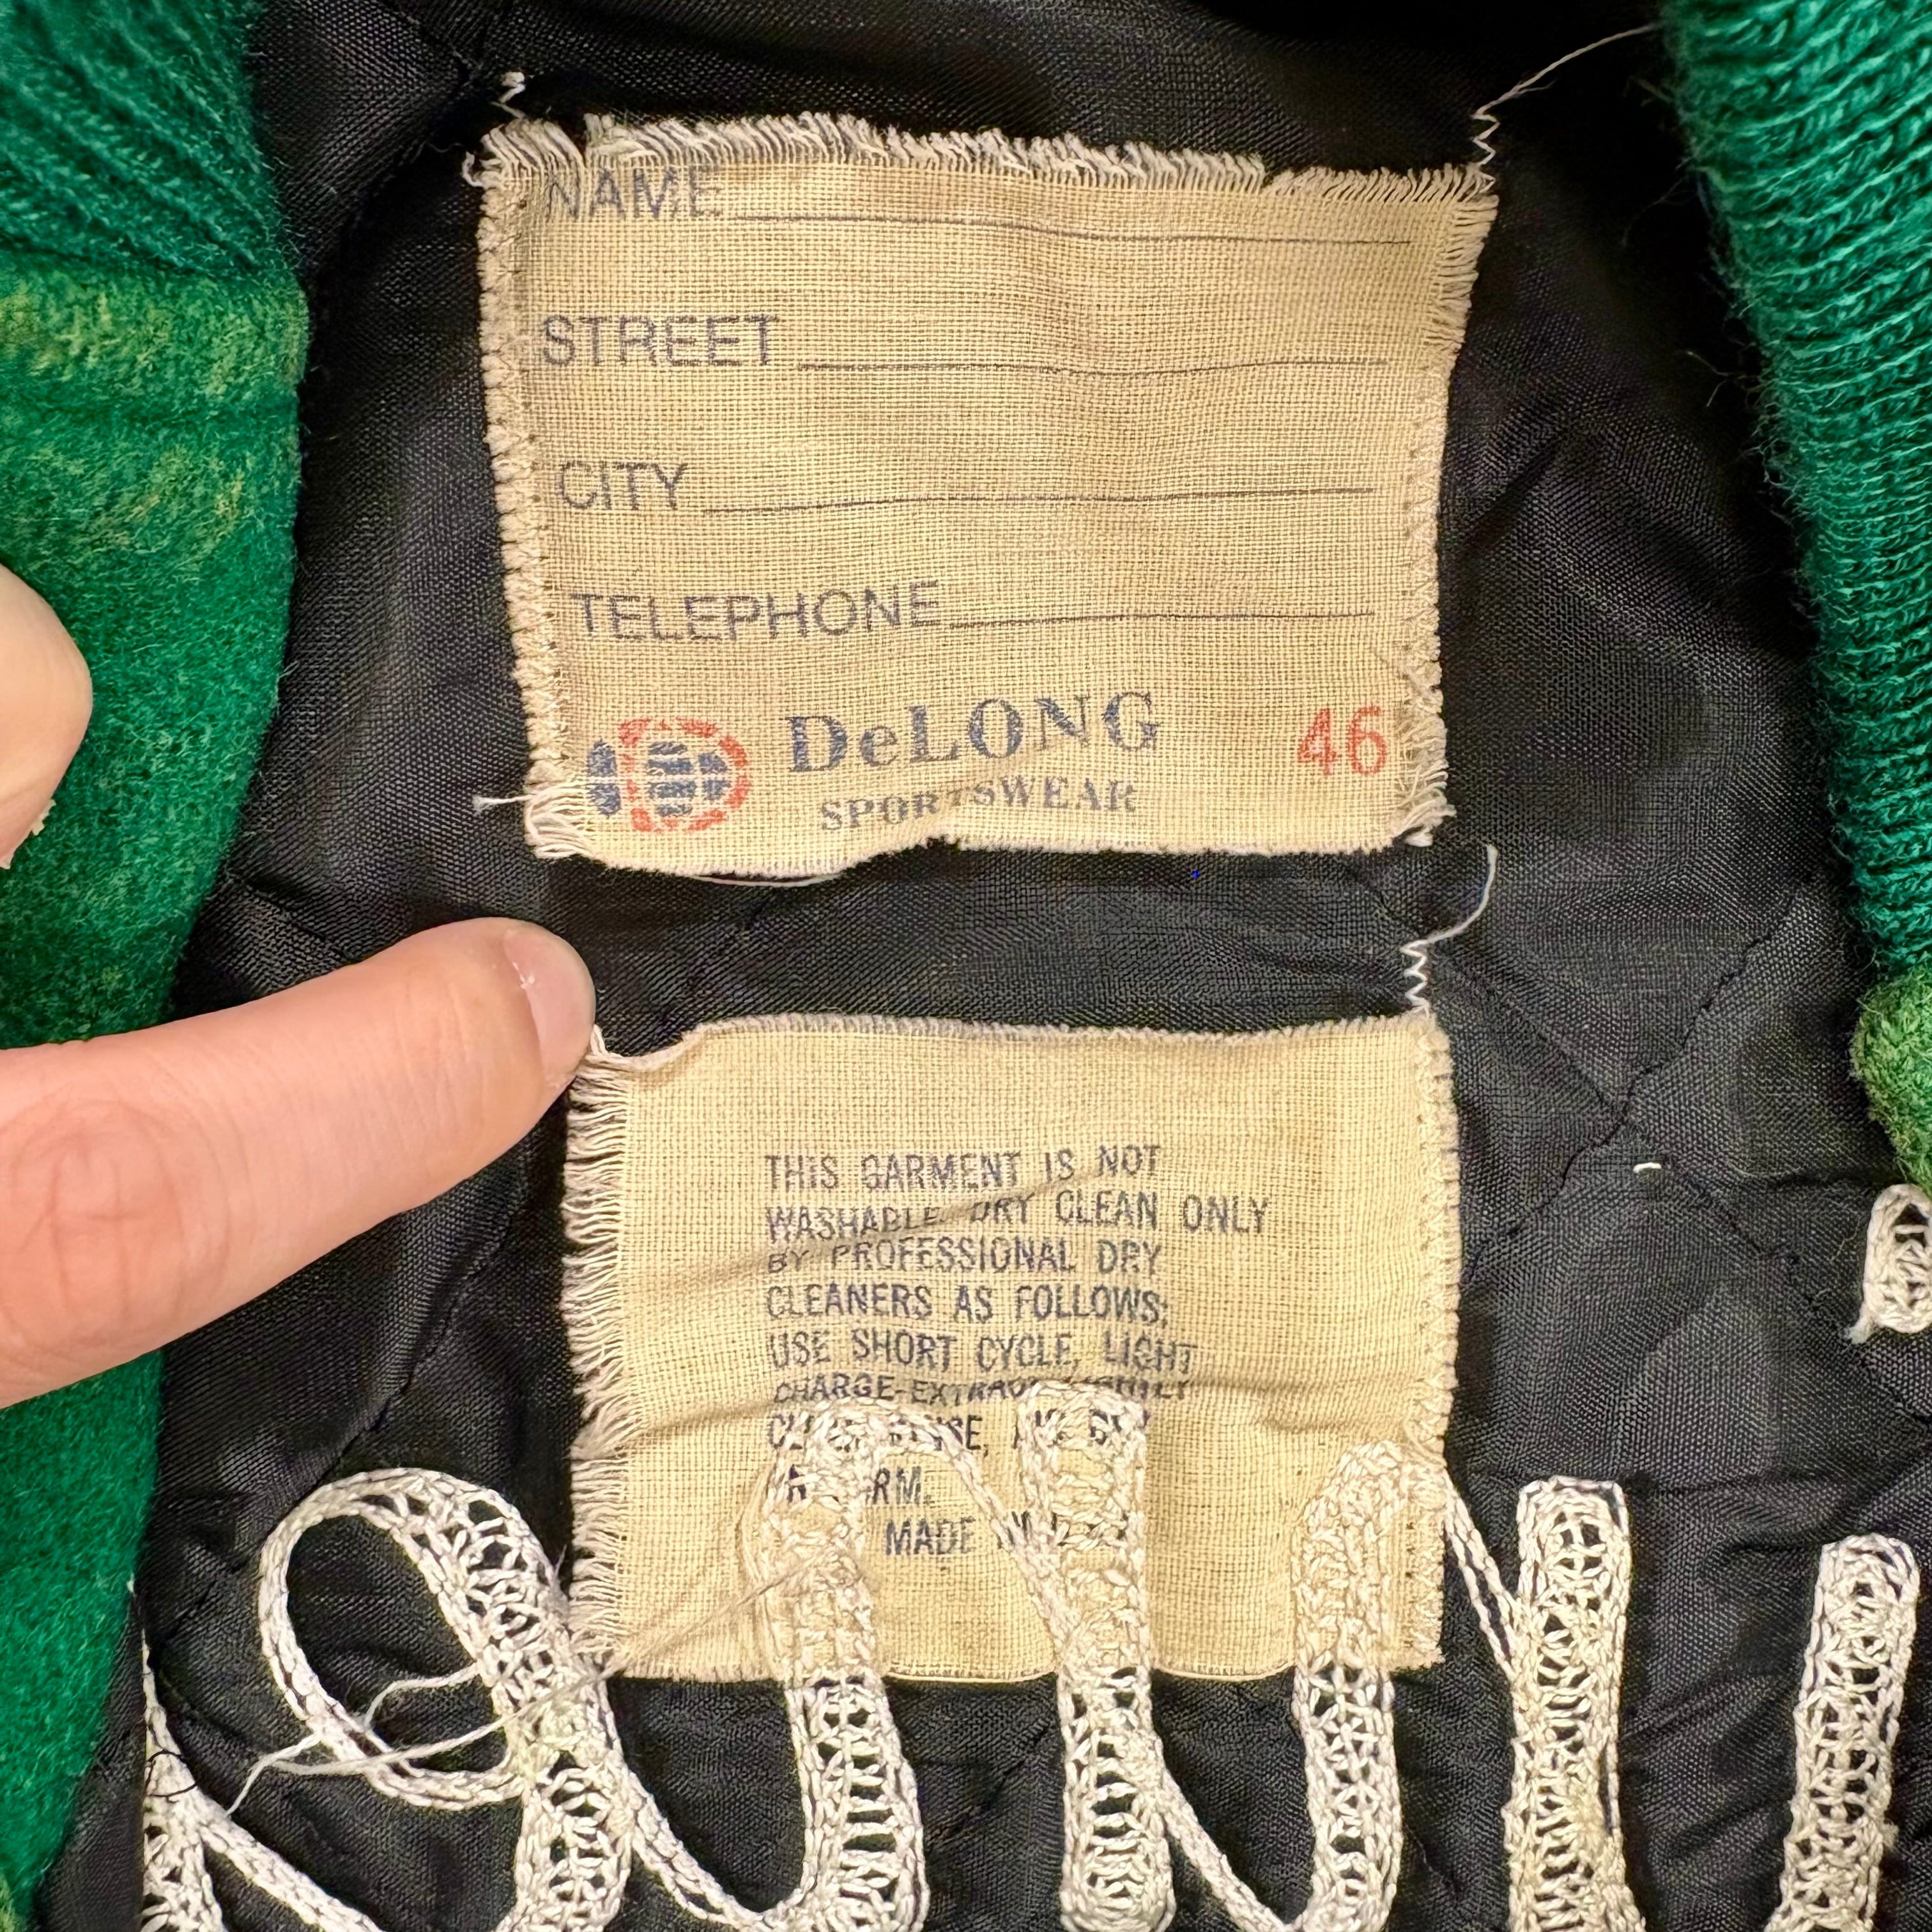 NAME
STREET
CITY
TELEPHONE
DeLONG 46
SPORTSWEAR
THIS GARMENT IS NOT
WASHABLE. DRY CLEAN ONLY
BY PROFESSIONAL DRY
CLEANERS AS FOLLOWS:
USE SHORT CYCLE, LIGHT
MADE